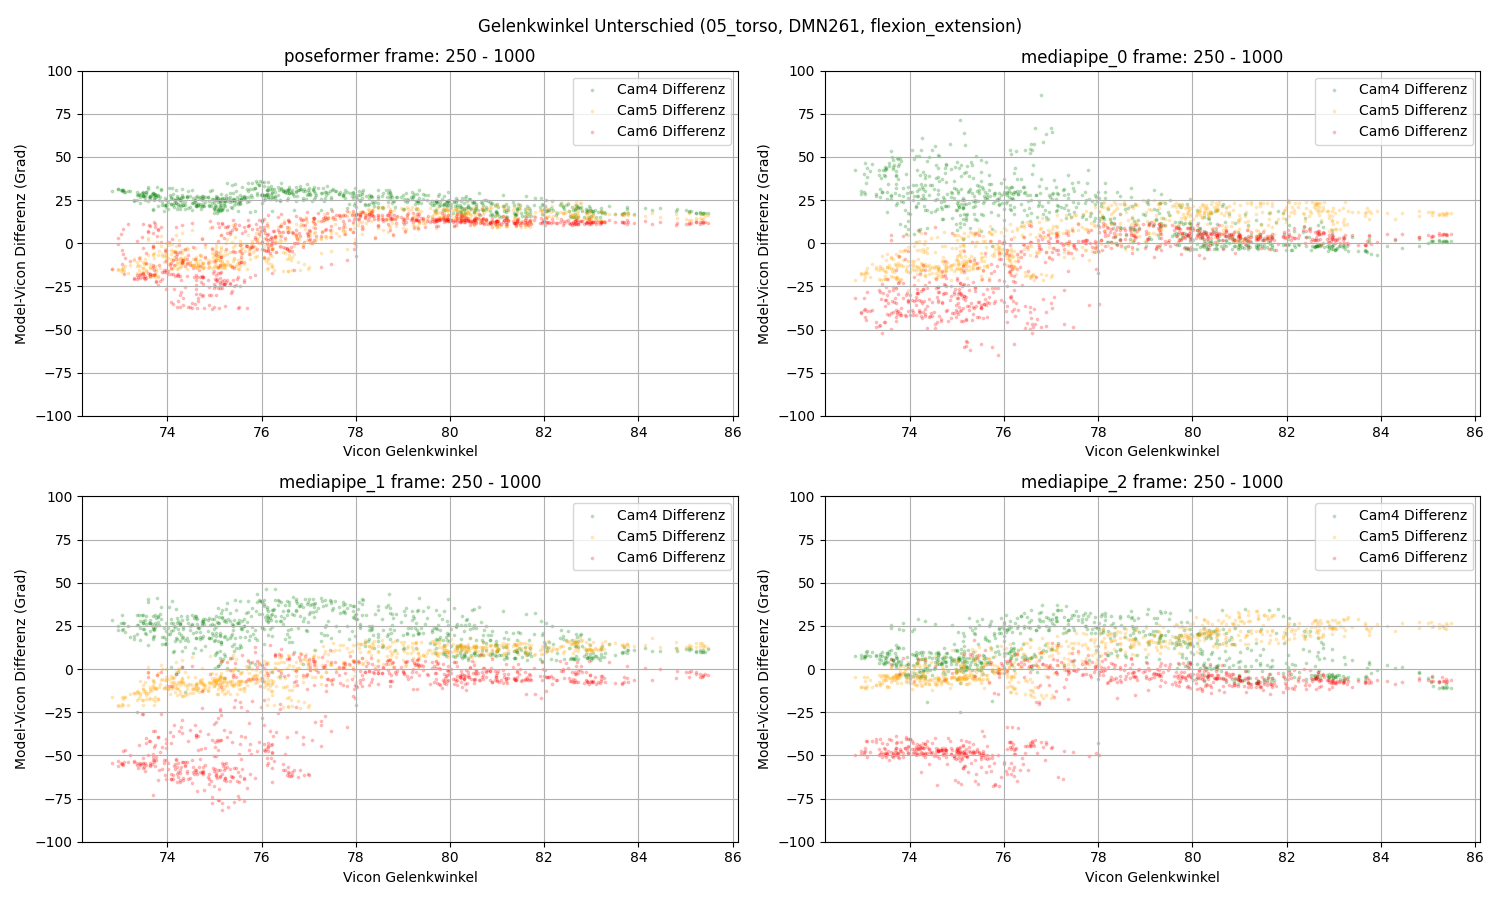 Gelenkwinkel Unterschied (05_torso, DMN261, flexion_extension)
poseformer frame: 250 - 1000
100
75
50
25
0
−25
−50
−75
−100
Model-Vicon Differenz (Grad)
Cam4 Differenz
Cam5 Differenz
Cam6 Differenz
74 76 78 80 82 84 86
Vicon Gelenkwinkel
mediapipe_0 frame: 250 - 1000
100
75
50
25
0
−25
−50
−75
−100
Model-Vicon Differenz (Grad)
Cam4 Differenz
Cam5 Differenz
Cam6 Differenz
74 76 78 80 82 84 86
Vicon Gelenkwinkel
mediapipe_1 frame: 250 - 1000
100
75
50
25
0
−25
−50
−75
−100
Model-Vicon Differenz (Grad)
Cam4 Differenz
Cam5 Differenz
Cam6 Differenz
74 76 78 80 82 84 86
Vicon Gelenkwinkel
mediapipe_2 frame: 250 - 1000
100
75
50
25
0
−25
−50
−75
−100
Model-Vicon Differenz (Grad)
Cam4 Differenz
Cam5 Differenz
Cam6 Differenz
74 76 78 80 82 84 86
Vicon Gelenkwinkel